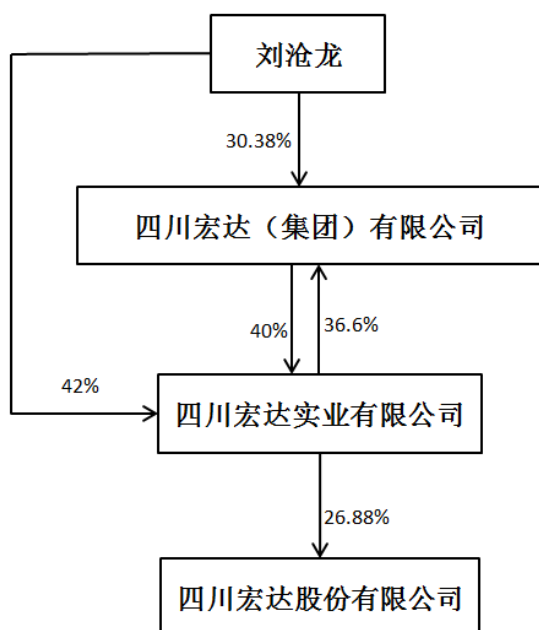 刘沧龙
30.38%
四川宏达（集团）有限公司
40%
36.6%
42%
四川宏达实业有限公司
26.88%
四川宏达股份有限公司